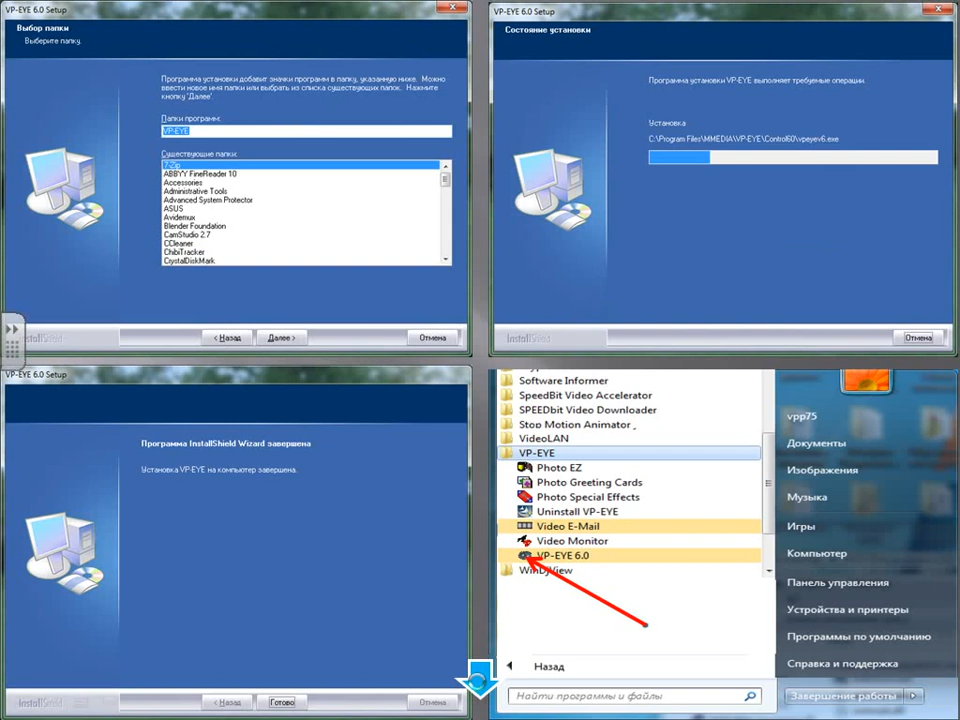 VP-EYE 6.0 Setup
Выбор папки
Выберите папку.
Программа установки добавит значки программ в папку, указанную ниже. Можно
ввести новое имя папки или выбрать из списка существующих папок. Нажмите
кнопку "Далее".
Папки программ:
VP-EYE
Существующие папки:
7-Zip
ABBYY FineReader 10
Accessories
Administrative Tools
Advanced System Protector
ASUS
Avidemux
Blender Foundation
CamStudio 2.7
CCleaner
ChibiTracker
CrystalDiskMark
< Назад
Далее >
Отмена
VP-EYE 6.0 Setup
Состояние установки
Программа установки VP-EYE выполняет требуемые операции.
Установка
C:\Program Files\MMEDIA\VP-EYE\Control60\vpeyev6.exe
InstallShield
Отмена
VP-EYE 6.0 Setup
Программа InstallShield Wizard завершена
Установка VP-EYE на компьютер завершена.
InstallShield
< Назад
Готово
Отмена
Software Informer
SpeedBit Video Accelerator
SPEEDbit Video Downloader
Stop Motion Animator
VideoLAN
VP-EYE
Photo EZ
Photo Greeting Cards
Photo Special Effects
Uninstall VP-EYE
Video E-Mail
Video Monitor
VP-EYE 6.0
WinDjView
Назад
Найти программы и файлы
vpp75
Документы
Изображения
Музыка
Игры
Компьютер
Панель управления
Устройства и принтеры
Программы по умолчанию
Справка и поддержка
Завершение работы